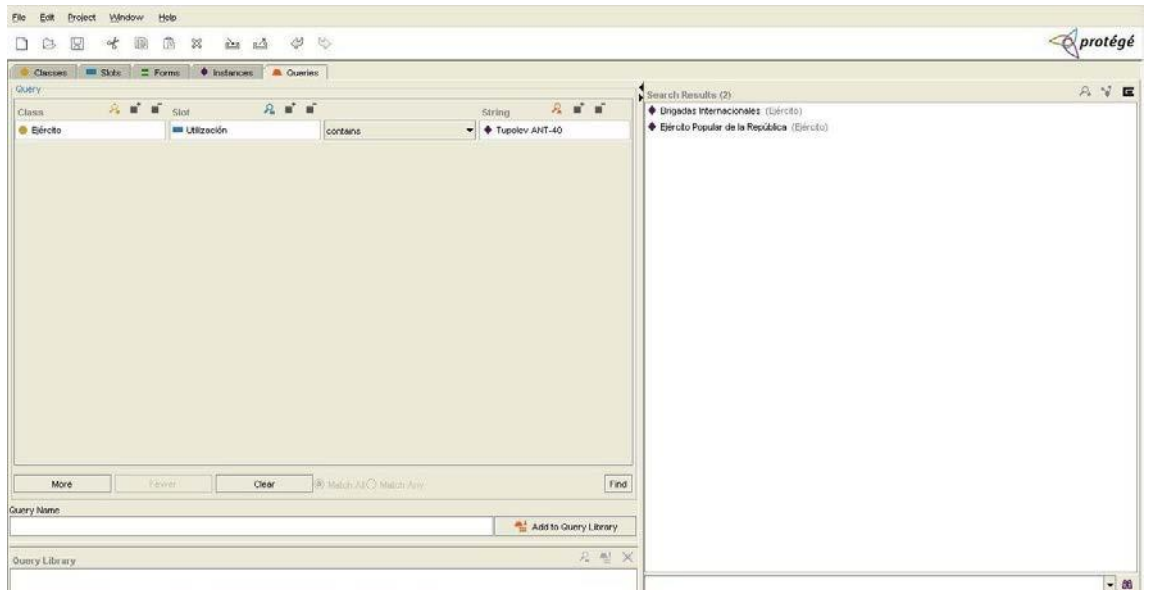 File Edit Project Window Help
protégé
Classes Slots Forms Instances Queries
Query
Class Slot String
Ejército Utilización contains Tupolev ANT-40
More Fewer Clear Match All Match Any Find
Query Name
Add to Query Library
Query Library
Search Results (2)
Brigadas Internacionales (Ejército)
Ejército Popular de la República (Ejército)